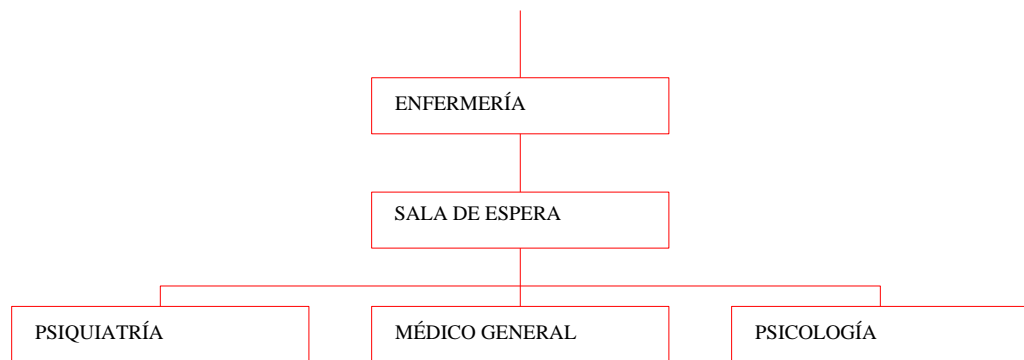 ENFERMERÍA
SALA DE ESPERA
PSIQUIATRÍA
MÉDICO GENERAL
PSICOLOGÍA